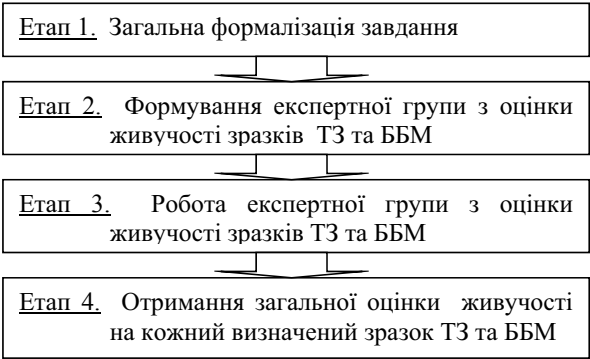 Етап 1. Загальна формалізація завдання
Етап 2. Формування експертної групи з оцінки
живучості зразків ТЗ та ББМ
Етап 3. Робота експертної групи з оцінки
живучості зразків ТЗ та ББМ
Етап 4. Отримання загальної оцінки живучості
на кожний визначений зразок ТЗ та ББМ